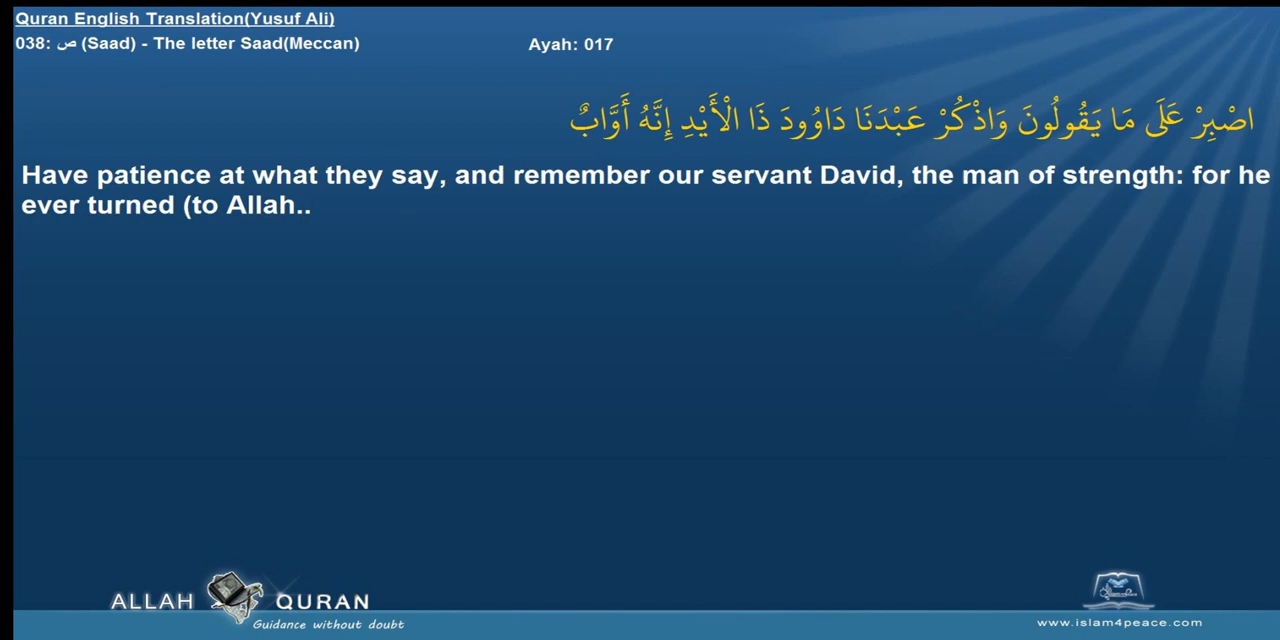 Quran English Translation(Yusuf Ali)
038: ص (Saad) - The letter Saad(Meccan) Ayah: 017
اصْبِرْ عَلَى مَا يَقُولُونَ وَاذْكُرْ عَبْدَنَا دَاوُودَ ذَا الْأَيْدِ إِنَّهُ أَوَّابٌ
Have patience at what they say, and remember our servant David, the man of strength: for he
ever turned (to Allah..
ALLAH QURAN
Guidance without doubt
www.islam4peace.com